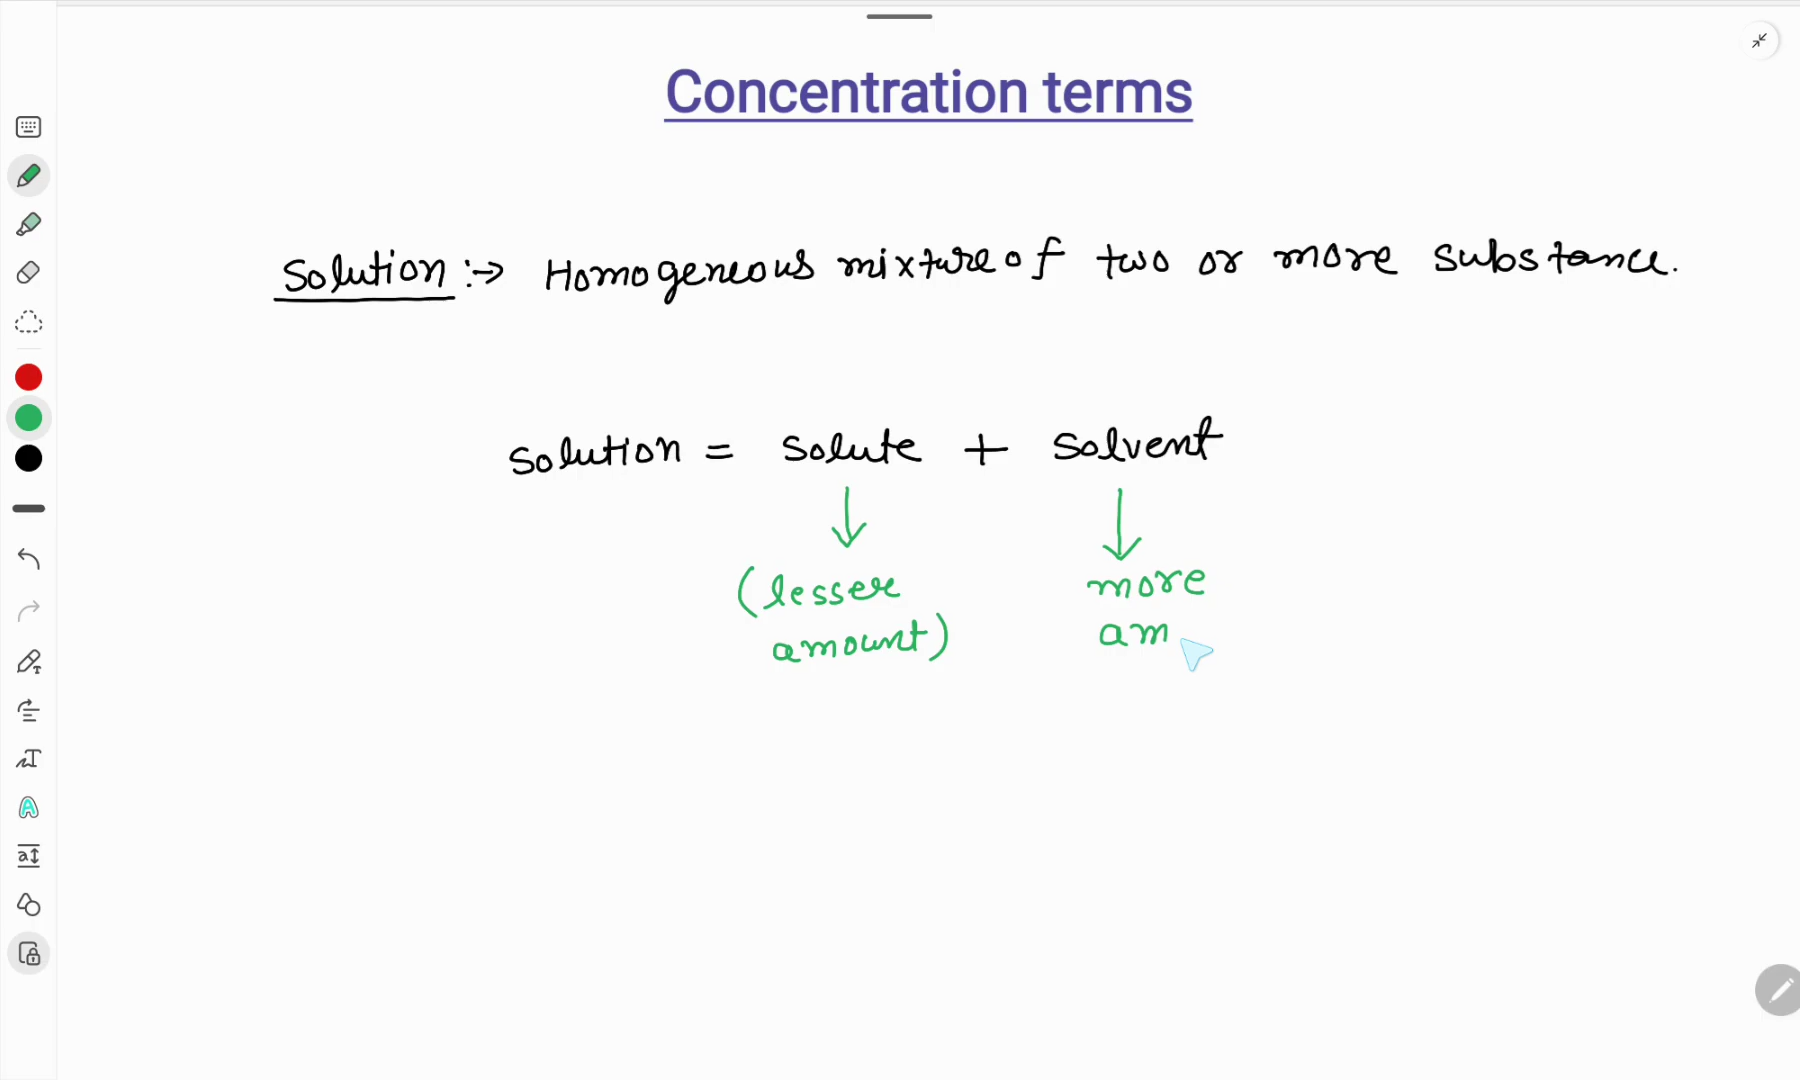 Concentration terms
Solution :→ Homogeneous mixture of two or more substance.
solution = solute + solvent
(lesser more
amount) am